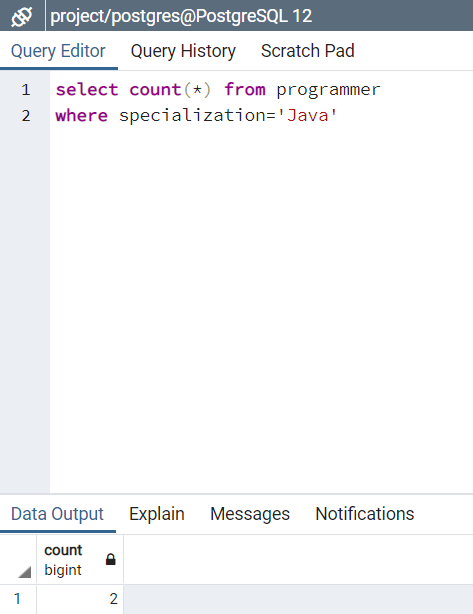 project/postgres@PostgreSQL 12
Query Editor Query History Scratch Pad
1 select count(*) from programmer
2 where specialization='Java'
Data Output Explain Messages Notifications
count
bigint
1 2